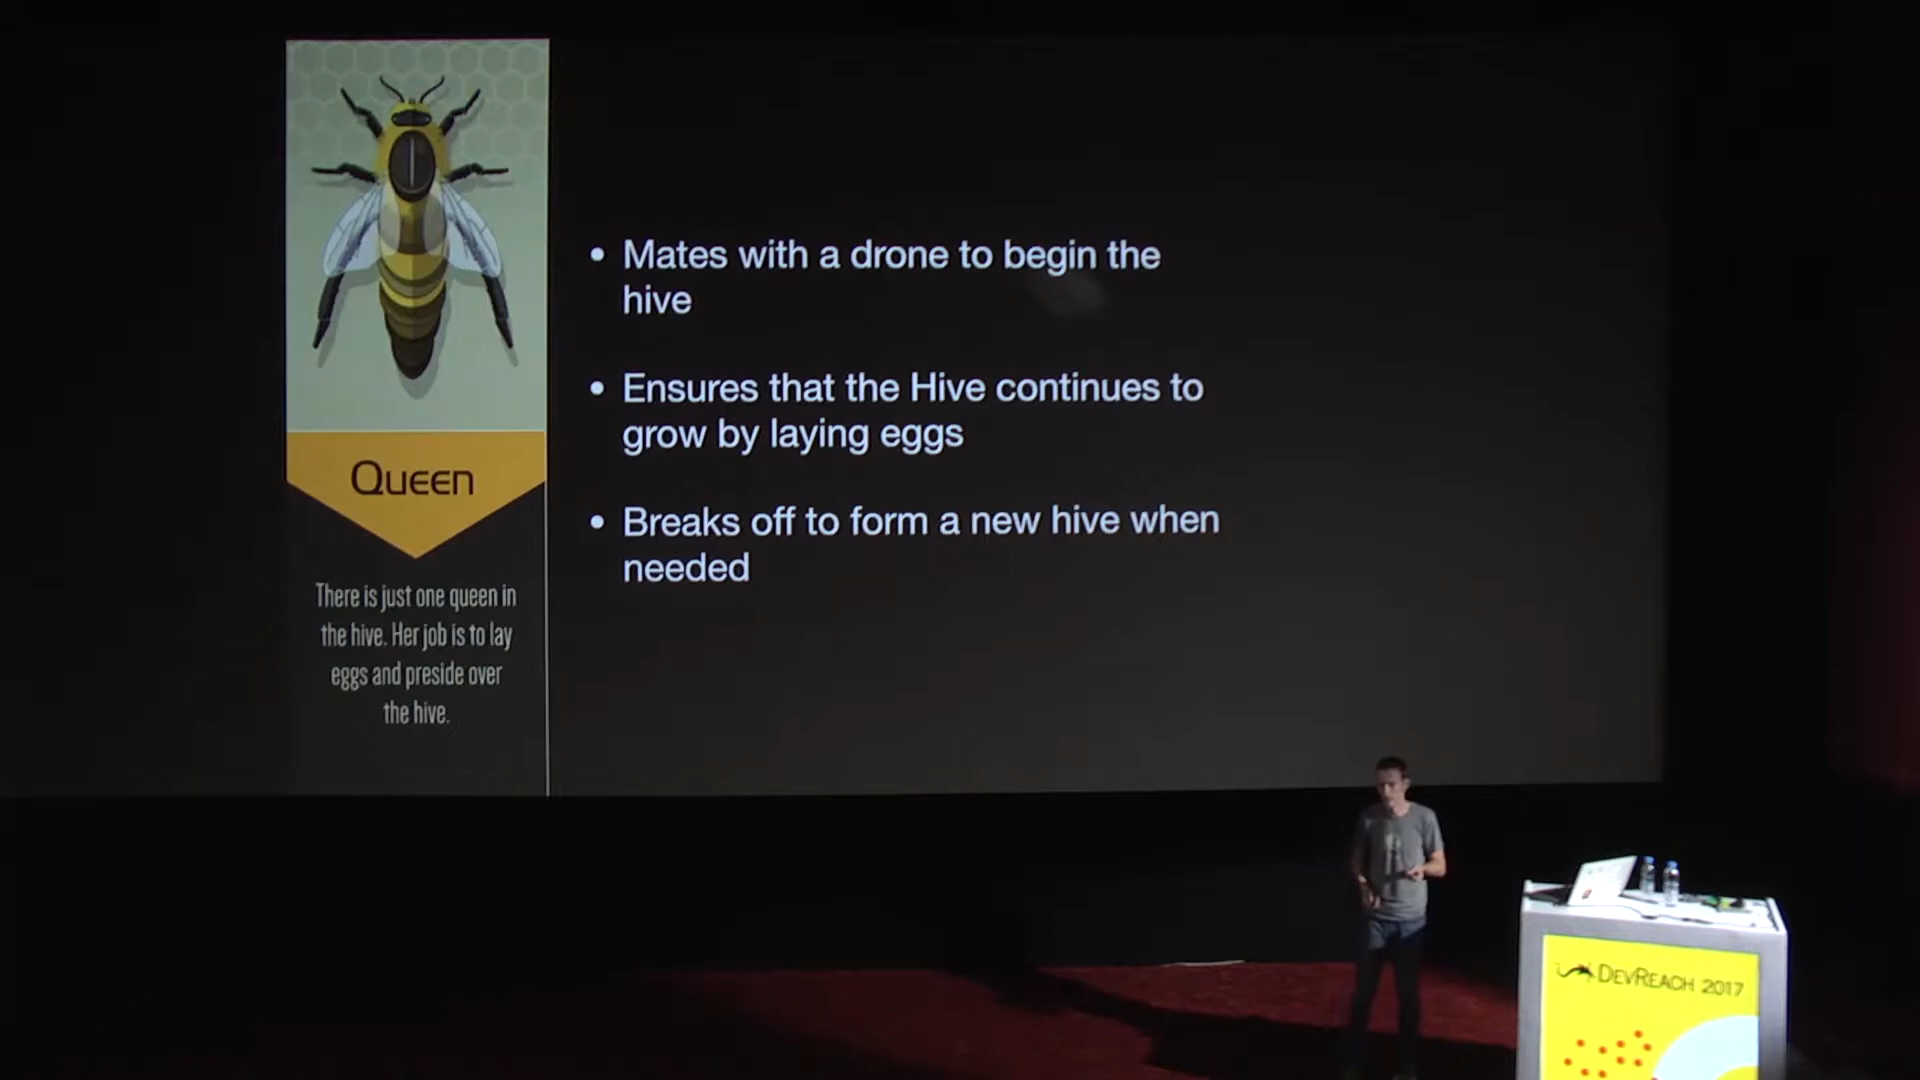 Queen
There is just one queen in
the hive. Her job is to lay
eggs and preside over
the hive.
• Mates with a drone to begin the
hive
• Ensures that the Hive continues to
grow by laying eggs
• Breaks off to form a new hive when
needed
DEVREACH 2017